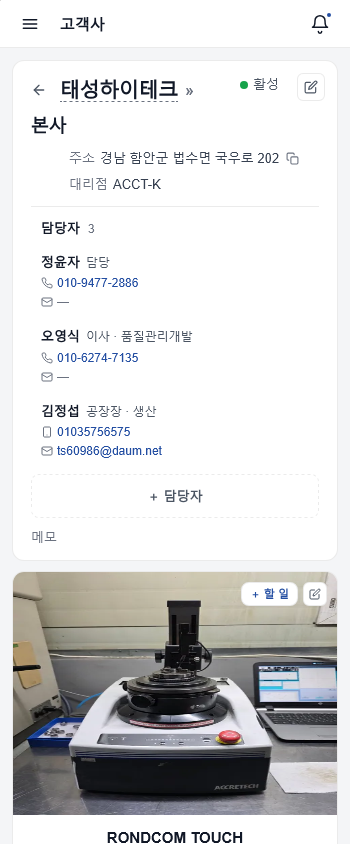 고객사
태성하이테크 »
활성
본사
주소 경남 함안군 법수면 국우로 202
대리점 ACCT-K
담당자 3
정윤자 담당
010-9477-2886
—
오영식 이사 · 품질관리개발
010-6274-7135
—
김정섭 공장장 · 생산
01035756575
ts60986@daum.net
+ 담당자
메모
+ 할 일
ACCRETECH
RONDCOM TOUCH